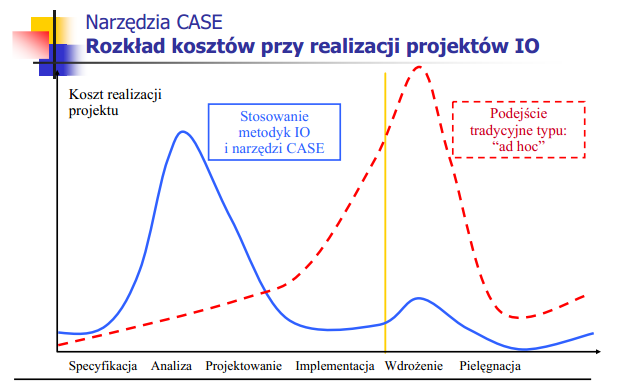 Narzędzia CASE
Rozkład kosztów przy realizacji projektów IO
Koszt realizacji
projektu
Stosowanie
metodyk IO
i narzędzi CASE
Podejście
tradycyjne typu:
“ad hoc”
Specyfikacja Analiza Projektowanie Implementacja Wdrożenie Pielęgnacja